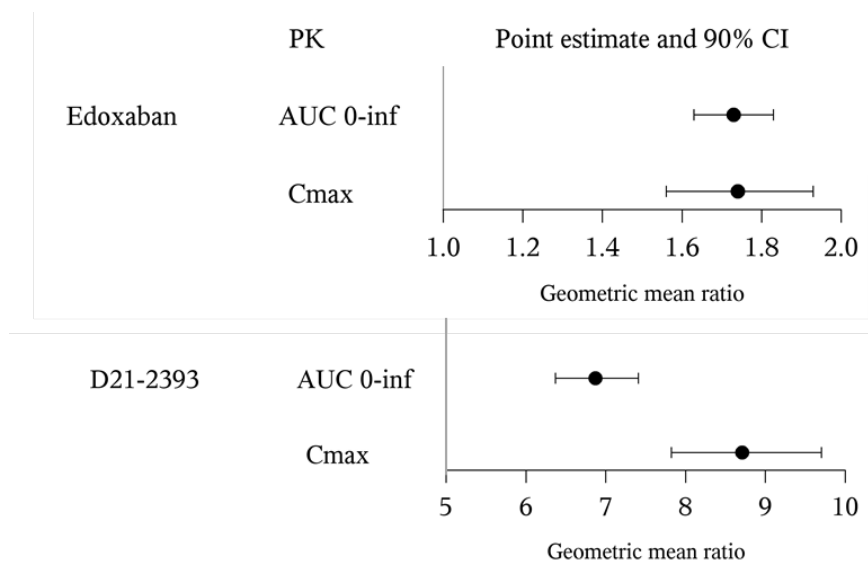 PK Point estimate and 90% CI
Edoxaban AUC 0-inf
Cmax
1.0 1.2 1.4 1.6 1.8 2.0
Geometric mean ratio
D21-2393 AUC 0-inf
Cmax
5 6 7 8 9 10
Geometric mean ratio